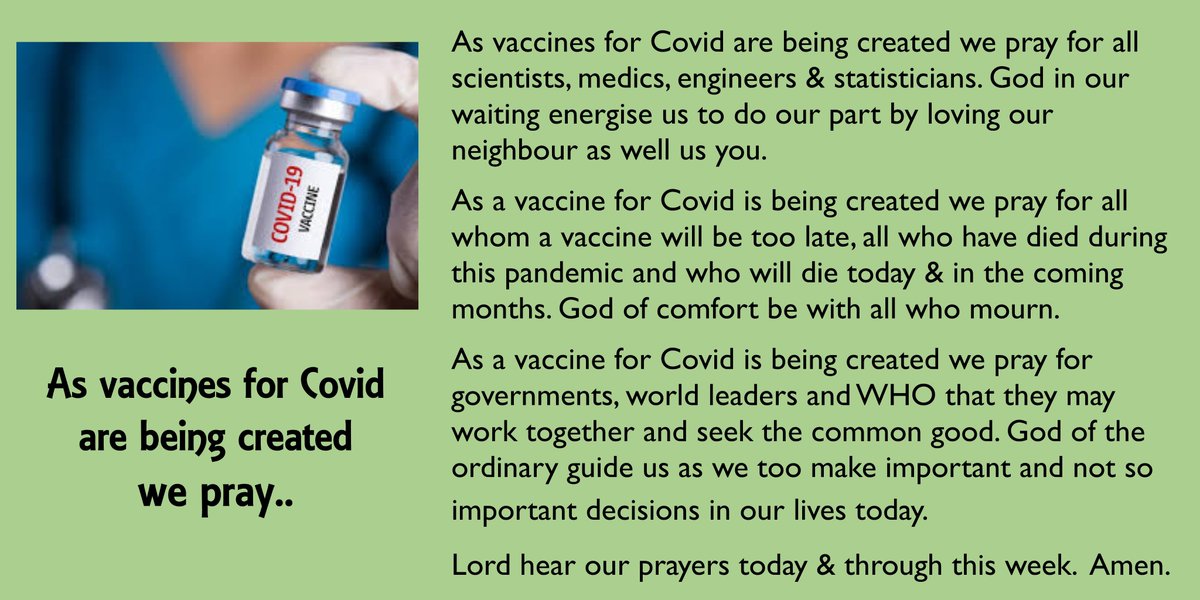 COVID-19
VACCINE
As vaccines for Covid
are being created
we pray..
As vaccines for Covid are being created we pray for all
scientists, medics, engineers & statisticians. God in our
waiting energise us to do our part by loving our
neighbour as well us you.
As a vaccine for Covid is being created we pray for all
whom a vaccine will be too late, all who have died during
this pandemic and who will die today & in the coming
months. God of comfort be with all who mourn.
As a vaccine for Covid is being created we pray for
governments, world leaders and WHO that they may
work together and seek the common good. God of the
ordinary guide us as we too make important and not so
important decisions in our lives today.
Lord hear our prayers today & through this week. Amen.